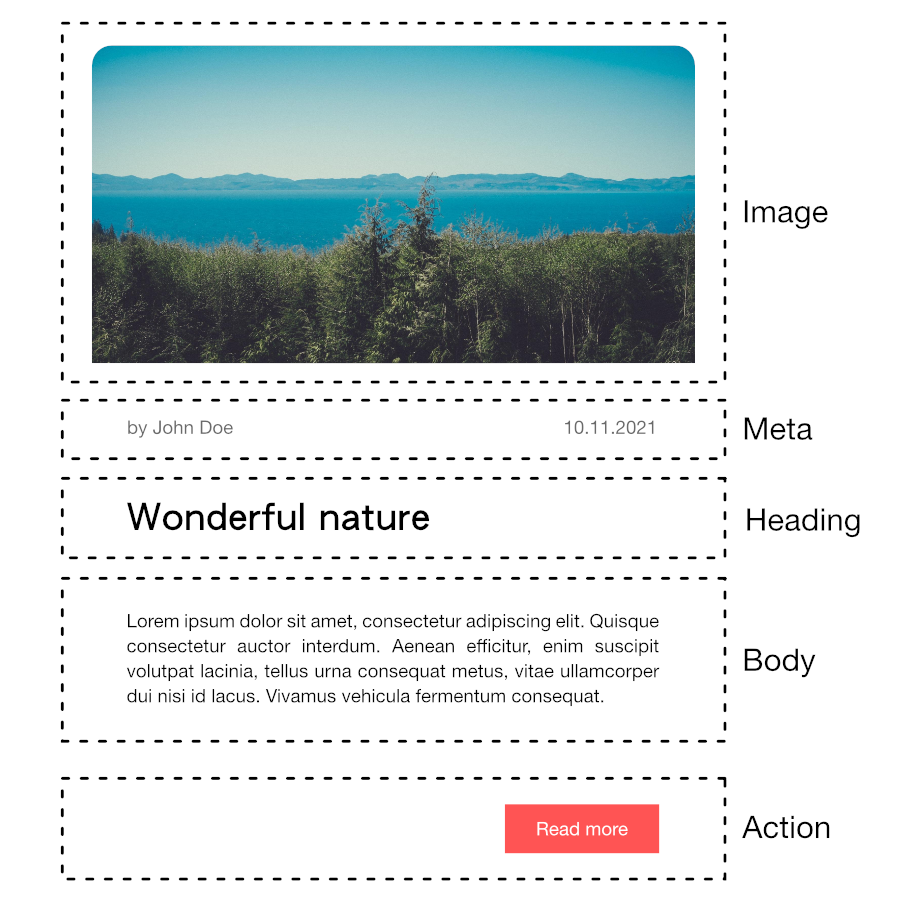 Image
by John Doe 10.11.2021
Meta
Wonderful nature
Heading
Lorem ipsum dolor sit amet, consectetur adipiscing elit. Quisque
consectetur auctor interdum. Aenean efficitur, enim suscipit
volutpat lacinia, tellus urna consequat metus, vitae ullamcorper
dui nisi id lacus. Vivamus vehicula fermentum consequat.
Body
Read more
Action